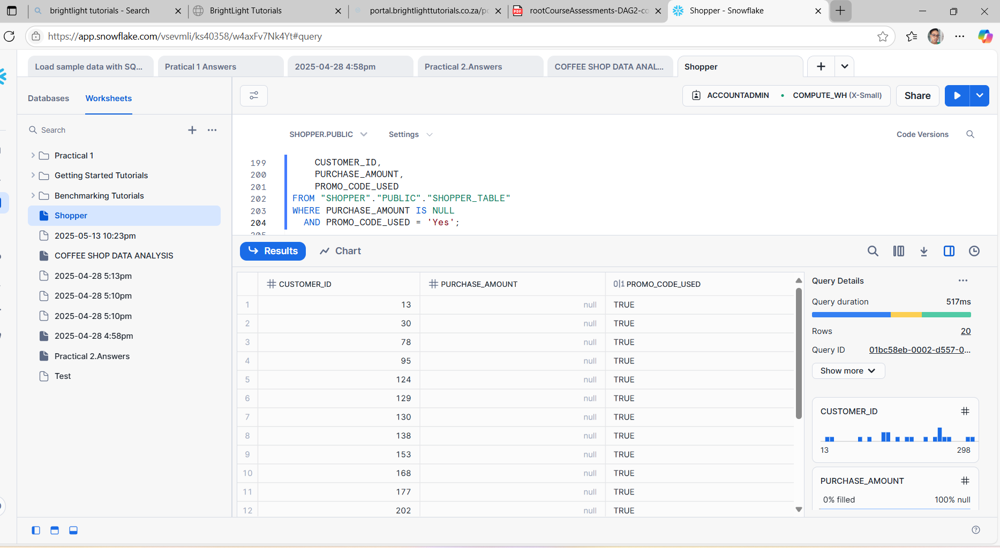 brightlight tutorials - Search
BrightLight Tutorials
portal.brightlighttutorials.co.za/pc
rootCourseAssessments-DAG2-co
Shopper - Snowflake
https://app.snowflake.com/vsevmli/ks40358/w4axFv7Nk4Yt#query
Load sample data with SQ...
Pratical 1 Answers
2025-04-28 4:58pm
Practical 2.Answers
COFFEE SHOP DATA ANAL...
Shopper
Databases
Worksheets
ACCOUNTADMIN
COMPUTE_WH (X-Small)
Share
Search
SHOPPER.PUBLIC
Settings
Code Versions
Practical 1
Getting Started Tutorials
Benchmarking Tutorials
Shopper
2025-05-13 10:23pm
COFFEE SHOP DATA ANALYSIS
2025-04-28 5:13pm
2025-04-28 5:10pm
2025-04-28 5:10pm
2025-04-28 4:58pm
Practical 2.Answers
Test
199 CUSTOMER_ID,
200 PURCHASE_AMOUNT,
201 PROMO_CODE_USED
202 FROM "SHOPPER"."PUBLIC"."SHOPPER_TABLE"
203 WHERE PURCHASE_AMOUNT IS NULL
204 AND PROMO_CODE_USED = 'Yes';
205
Results
Chart
CUSTOMER_ID PURCHASE_AMOUNT 0|1 PROMO_CODE_USED
1 13 null TRUE
2 30 null TRUE
3 78 null TRUE
4 95 null TRUE
5 124 null TRUE
6 129 null TRUE
7 130 null TRUE
8 138 null TRUE
9 153 null TRUE
10 168 null TRUE
11 177 null TRUE
12 202 null TRUE
Query Details
Query duration 517ms
Rows 20
Query ID 01bc58eb-0002-d557-0...
Show more
CUSTOMER_ID
13 298
PURCHASE_AMOUNT
0% filled 100% null